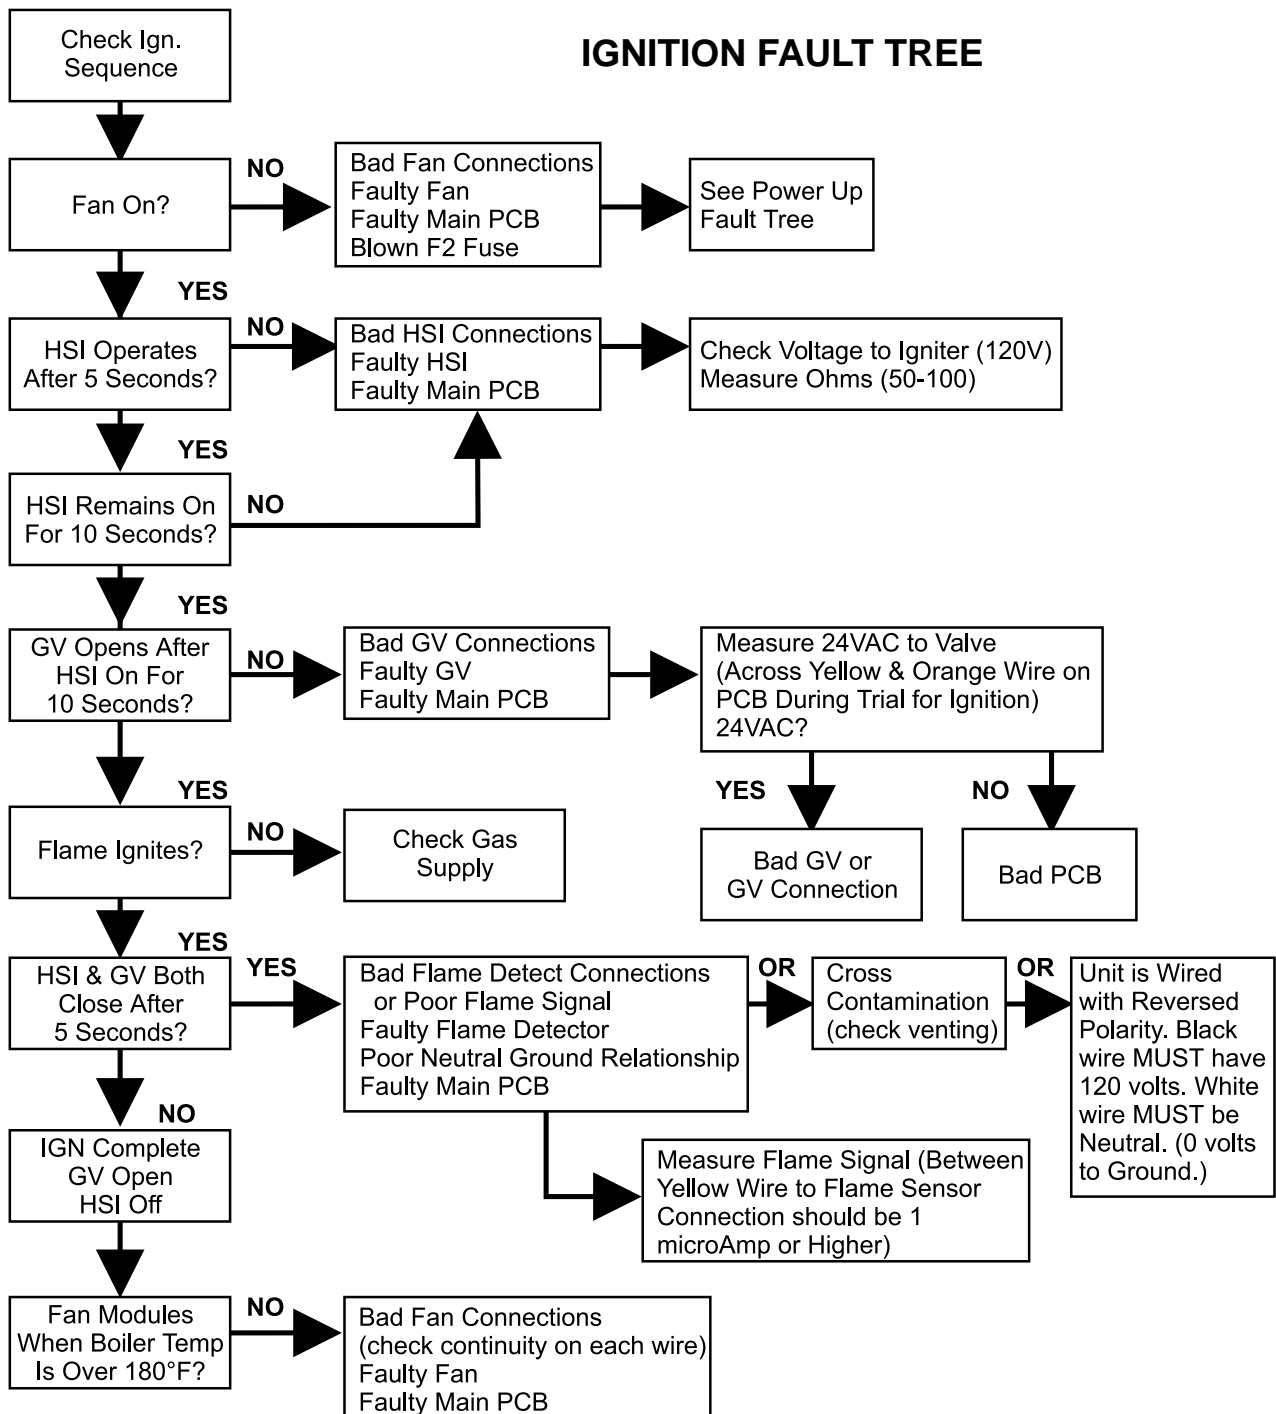 IGNITION FAULT TREE
Check Ign.
Sequence
Fan On?
NO
Bad Fan Connections
Faulty Fan
Faulty Main PCB
Blown F2 Fuse
See Power Up
Fault Tree
YES
HSI Operates
After 5 Seconds?
NO
Bad HSI Connections
Faulty HSI
Faulty Main PCB
Check Voltage to Igniter (120V)
Measure Ohms (50-100)
YES
HSI Remains On
For 10 Seconds?
NO
YES
GV Opens After
HSI On For
10 Seconds?
NO
Bad GV Connections
Faulty GV
Faulty Main PCB
Measure 24VAC to Valve
(Across Yellow & Orange Wire on
PCB During Trial for Ignition)
24VAC?
YES
NO
Bad GV or
GV Connection
Bad PCB
YES
Flame Ignites?
NO
Check Gas
Supply
YES
HSI & GV Both
Close After
5 Seconds?
YES
Bad Flame Detect Connections
or Poor Flame Signal
Faulty Flame Detector
Poor Neutral Ground Relationship
Faulty Main PCB
OR
Cross
Contamination
(check venting)
OR
Unit is Wired
with Reversed
Polarity. Black
wire MUST have
120 volts. White
wire MUST be
Neutral. (0 volts
to Ground.)
Measure Flame Signal (Between
Yellow Wire to Flame Sensor
Connection should be 1
microAmp or Higher)
NO
IGN Complete
GV Open
HSI Off
Fan Modules
When Boiler Temp
Is Over 180°F?
NO
Bad Fan Connections
(check continuity on each wire)
Faulty Fan
Faulty Main PCB